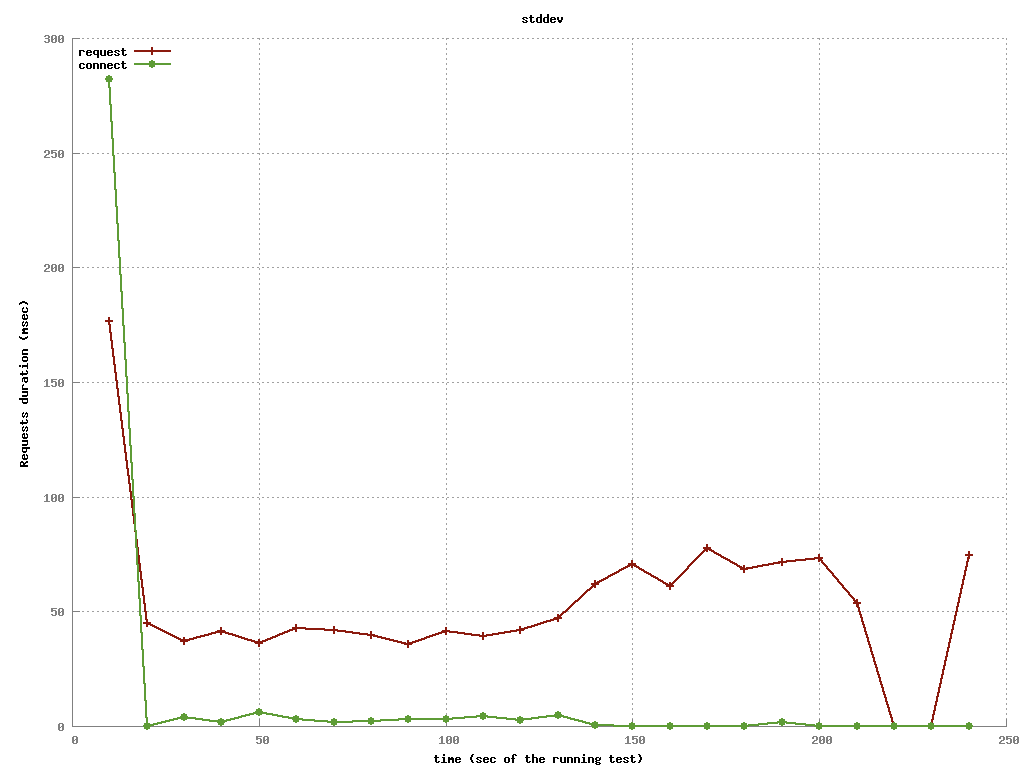 stddev
300
request
connect
250
200
150
100
50
0
Requests duration (msec)
0 50 100 150 200 250
time (sec of the running test)